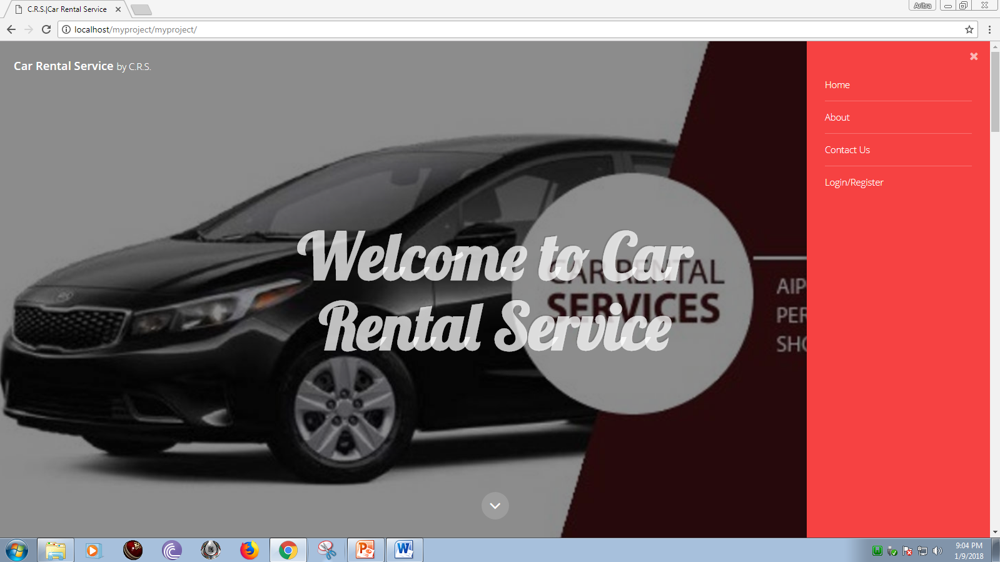 C.R.S.|Car Rental Service
Aritra
localhost/myproject/myproject/
Car Rental Service by C.R.S.
Home
About
Contact Us
Login/Register
Welcome to Car
Rental Service
CAR RENTAL
SERVICES
AIP
PER
SHO
9:04 PM
1/9/2018